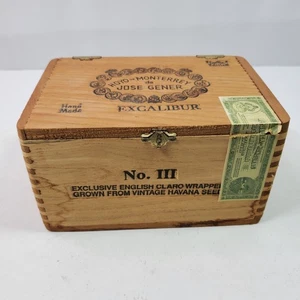 HOYO-DE-MONTERREY
de
JOSE GENER
EXCALIBUR
Hand
Made
No. III
EXCLUSIVE ENGLISH CLARO WRAPPER
GROWN FROM VINTAGE HAVANA SEED